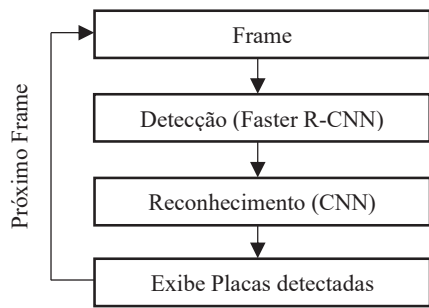 Frame
Detecção (Faster R-CNN)
Reconhecimento (CNN)
Exibe Placas detectadas
Próximo Frame